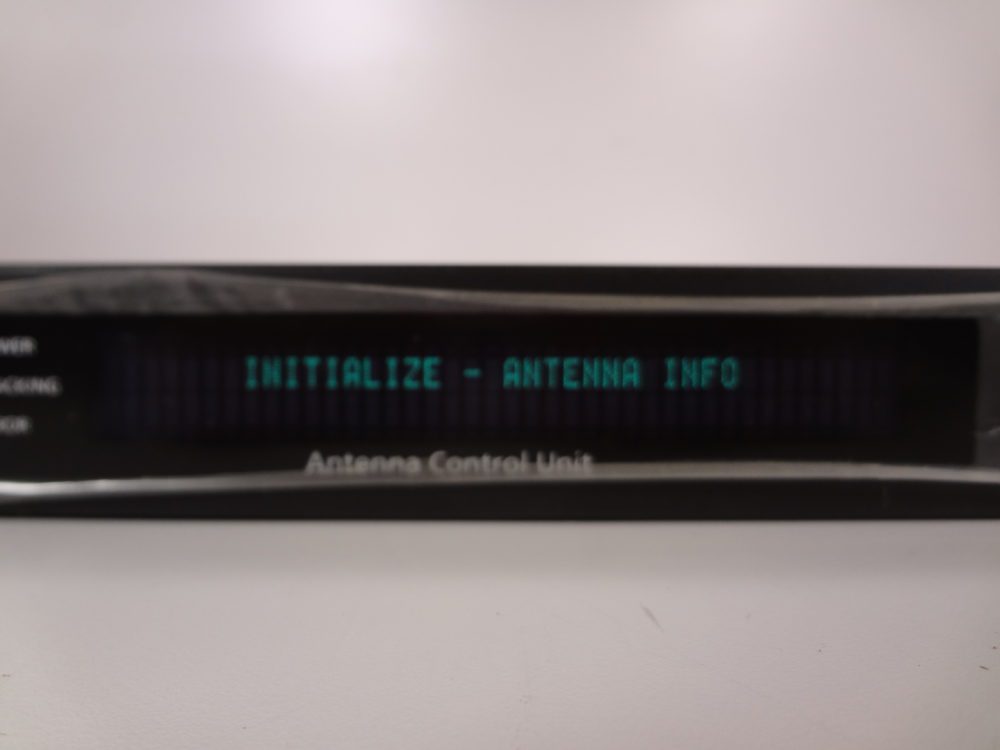 INITIALIZE - ANTENNA INFO
Antenna Control Unit